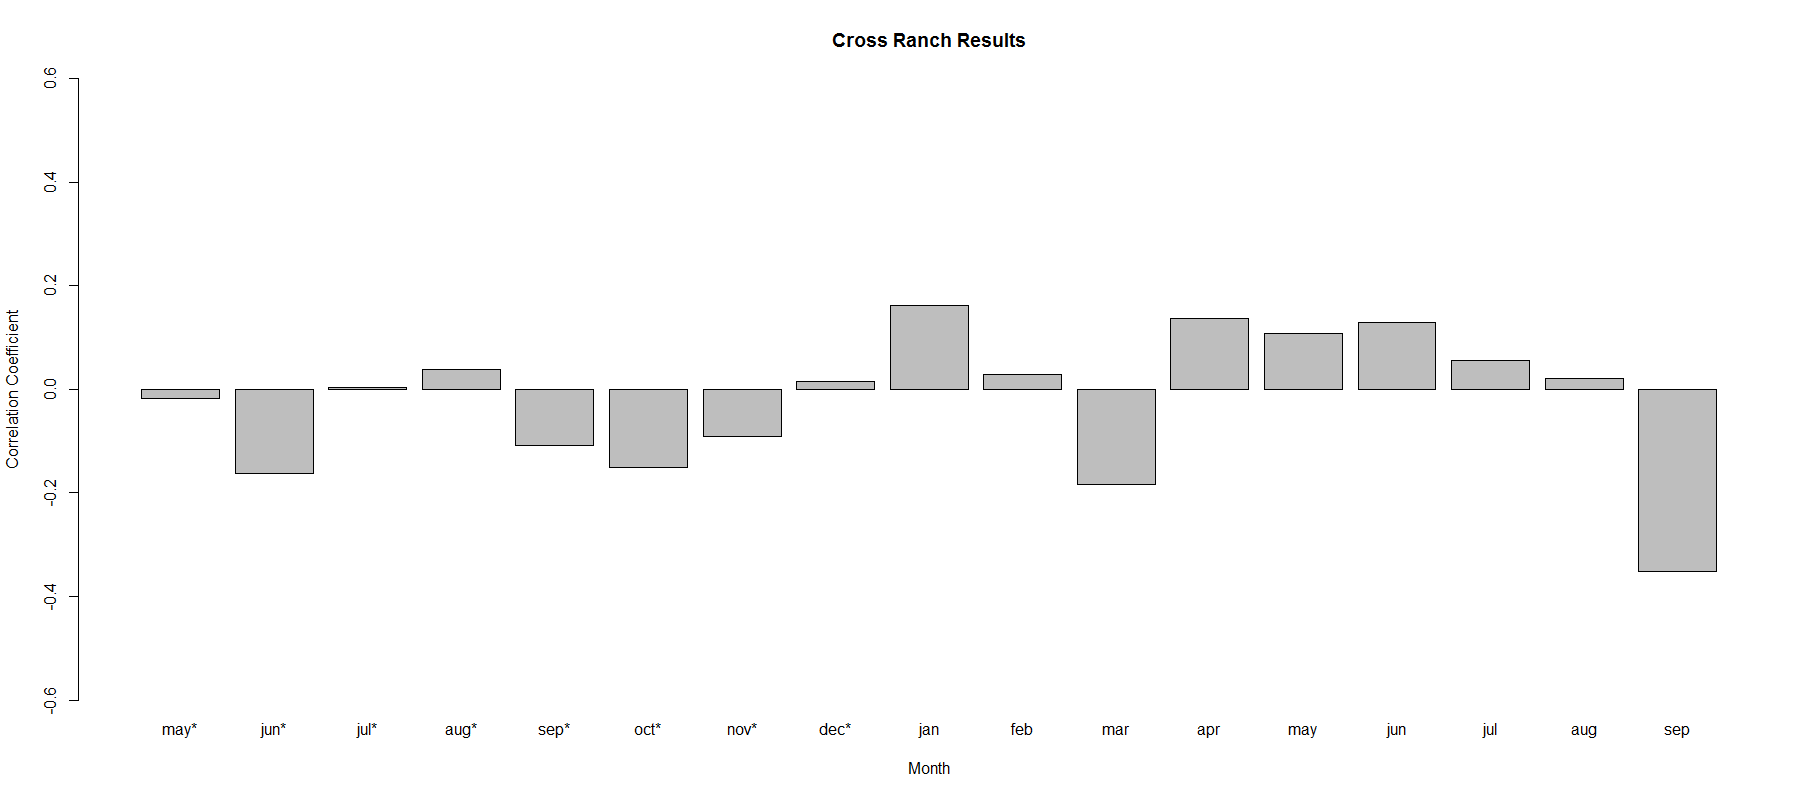 Cross Ranch Results
0.6
0.4
0.2
0.0
-0.2
-0.4
-0.6
Correlation Coefficient
may* jun* jul* aug* sep* oct* nov* dec* jan feb mar apr may jun jul aug sep
Month